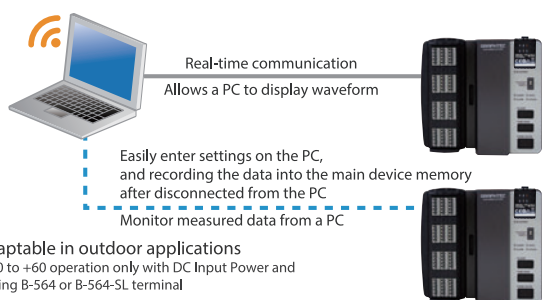 Real-time communication
Allows a PC to display waveform
Easily enter settings on the PC,
and recording the data into the main device memory
after disconnected from the PC
Monitor measured data from a PC
aptable in outdoor applications
0 to +60 operation only with DC Input Power and
ing B-564 or B-564-SL terminal